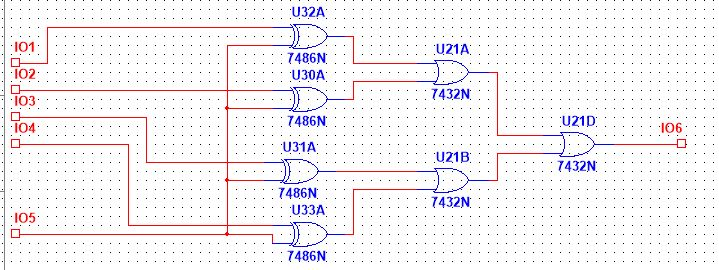 IO1
IO2
IO3
IO4
IO5
U32A
7486N
U30A
7486N
U31A
7486N
U33A
7486N
U21A
7432N
U21B
7432N
U21D
7432N
IO6